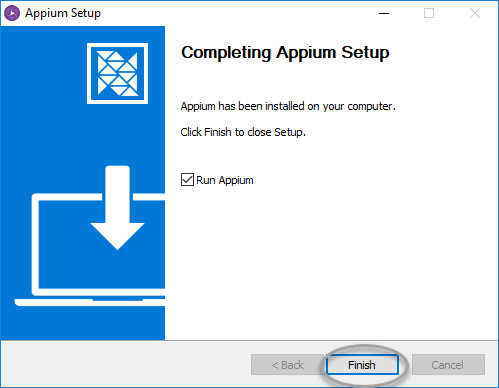 Appium Setup
Completing Appium Setup
Appium has been installed on your computer.
Click Finish to close Setup.
Run Appium
< Back
Finish
Cancel